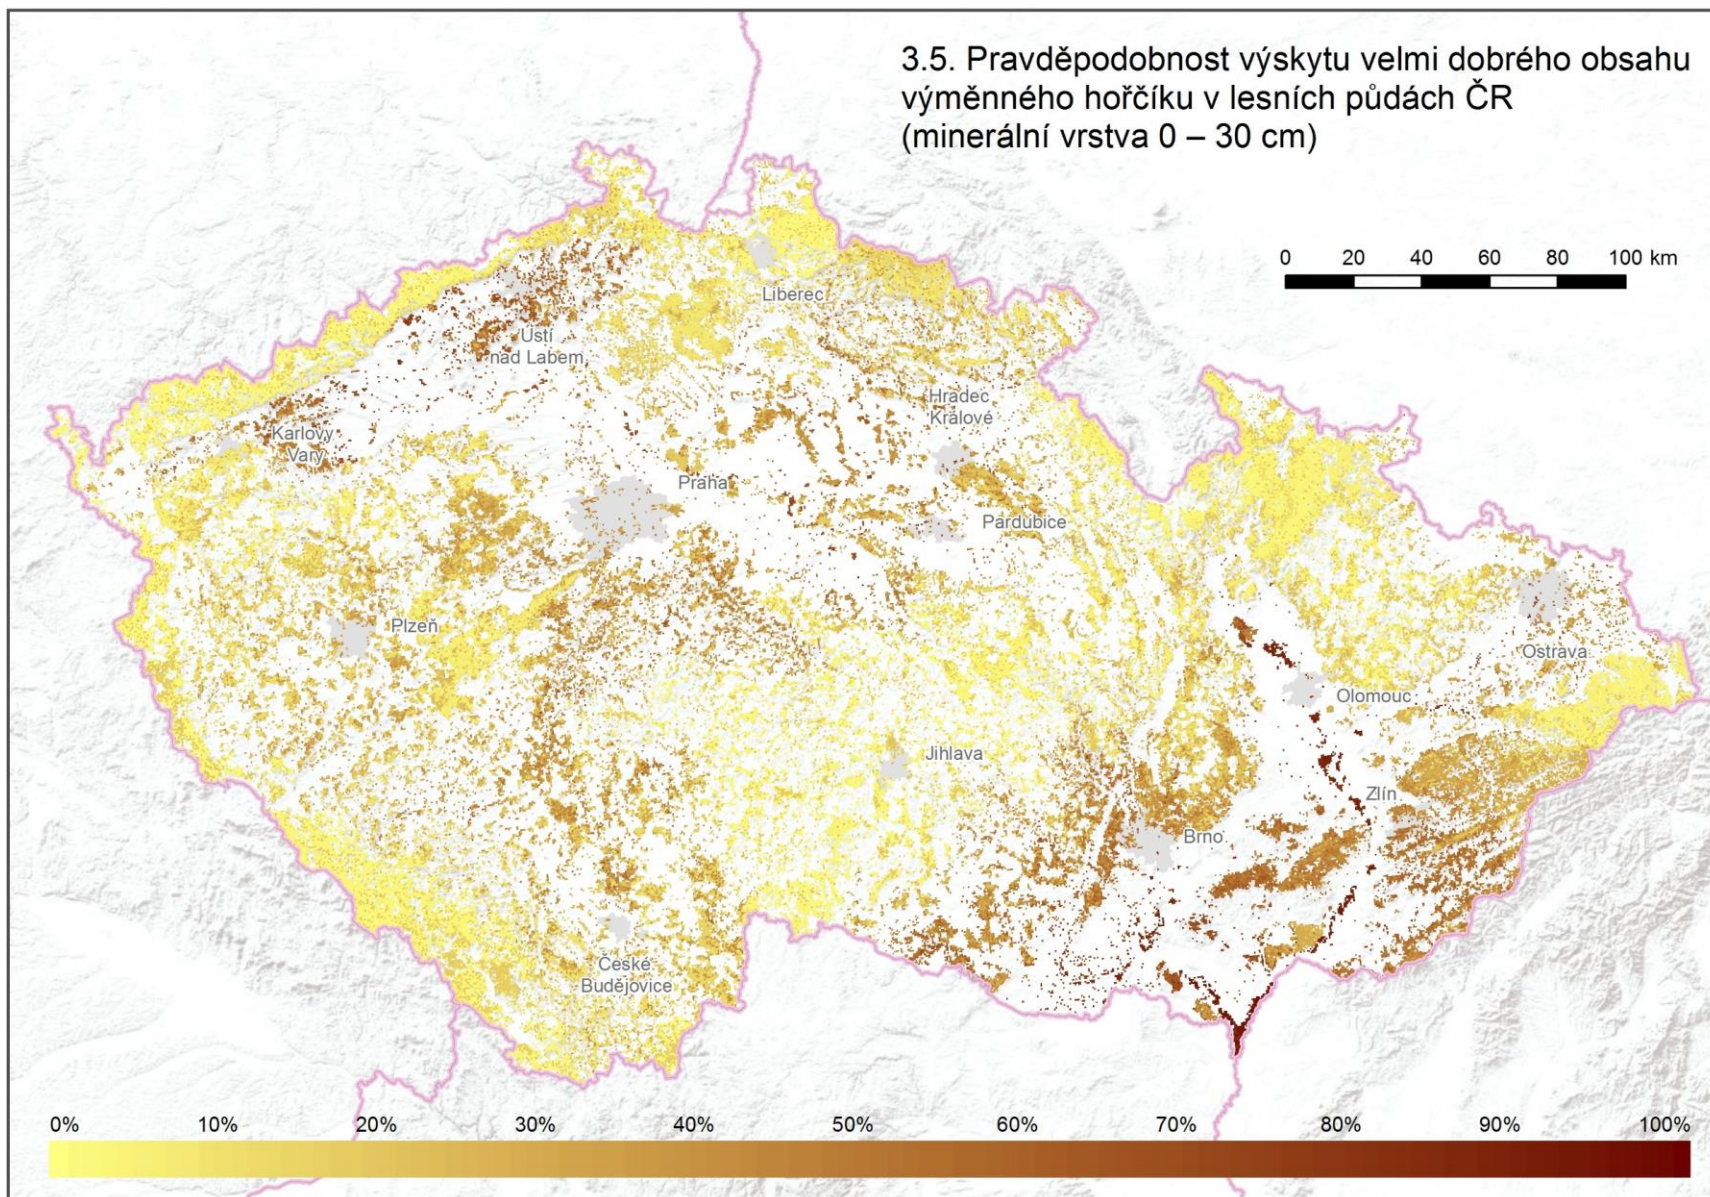 3.5. Pravděpodobnost výskytu velmi dobrého obsahu
výměnného hořčíku v lesních půdách ČR
(minerální vrstva 0 – 30 cm)
0 20 40 60 80 100 km
Liberec
Ústí
nad Labem
Hradec
Králové
Karlovy
Vary
Praha
Pardubice
Plzeň
Ostrava
Olomouc
Jihlava
Zlín
Brno
České
Budějovice
0% 10% 20% 30% 40% 50% 60% 70% 80% 90% 100%